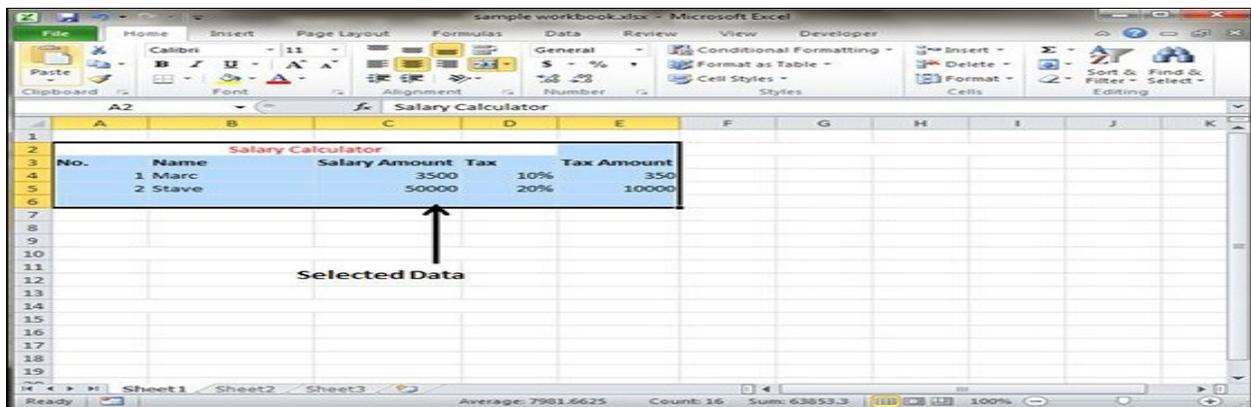 sample workbook.xlsx - Microsoft Excel
File Home Insert Page Layout Formulas Data Review View Developer
Calibri 11 General Conditional Formatting Insert Σ
Paste B I U A A $ % , Format as Table Delete Sort & Find &
Cell Styles Format Filter Select
Clipboard Font Alignment Number Styles Cells Editing
A2 fx Salary Calculator
A B C D E F G H I J K
1
2 Salary Calculator
3 No. Name Salary Amount Tax Tax Amount
4 1 Marc 3500 10% 350
5 2 Stave 50000 20% 10000
6
7
8
9
10
11
Selected Data
12
13
14
15
16
17
18
19
Sheet1 Sheet2 Sheet3
Ready Average: 7981.6625 Count: 16 Sum: 63853.3 100%